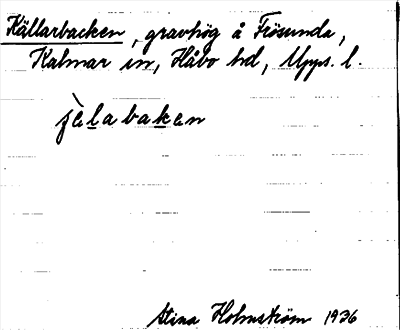 Källarbacken, gravhög å Frösunda,
Kalmar sn, Håbo hd, Upps. l.
jèlabaken
Stina Holmström 1936